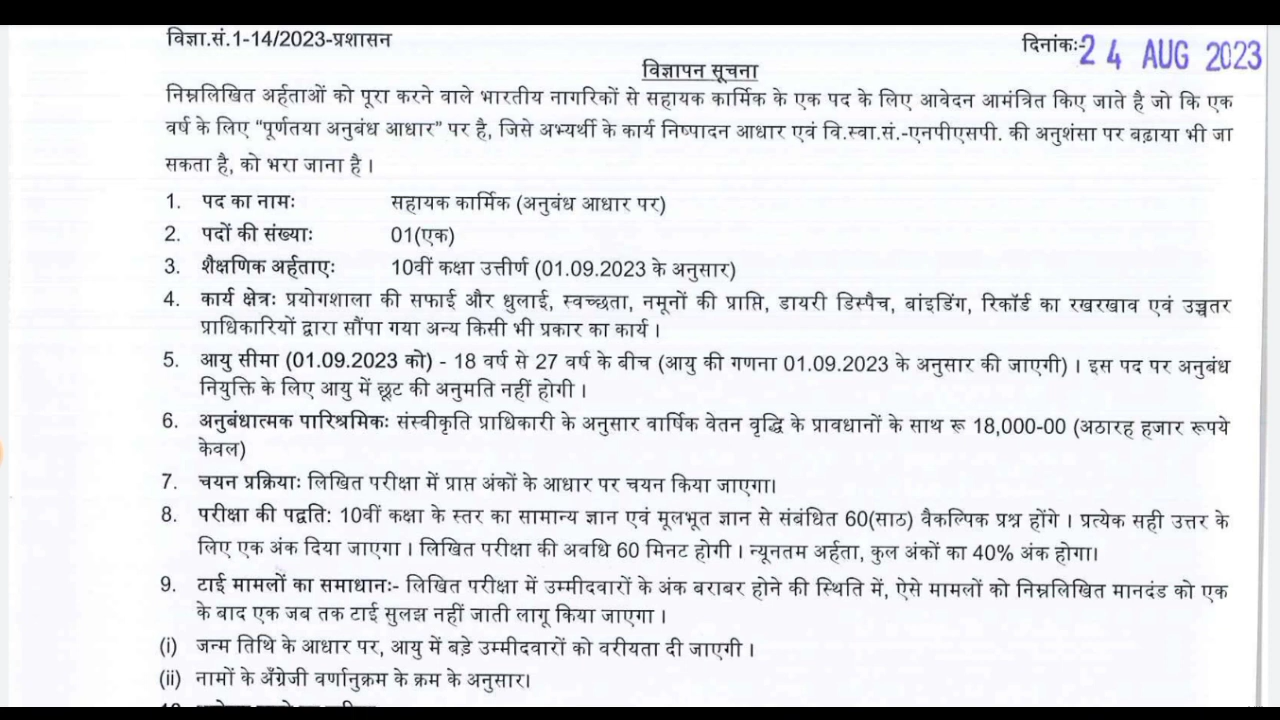 विज्ञा.सं.1-14/2023-प्रशासन
दिनांकः-24 AUG 2023
विज्ञापन सूचना
निम्नलिखित अर्हताओं को पूरा करने वाले भारतीय नागरिकों से सहायक कार्मिक के एक पद के लिए आवेदन आमंत्रित किए जाते है जो कि एक
वर्ष के लिए “पूर्णतया अनुबंध आधार” पर है, जिसे अभ्यर्थी के कार्य निष्पादन आधार एवं वि.स्वा.सं.-एनपीएसपी. की अनुशंसा पर बढ़ाया भी जा
सकता है, को भरा जाना है ।
1. पद का नामः सहायक कार्मिक (अनुबंध आधार पर)
2. पदों की संख्याः 01(एक)
3. शैक्षणिक अर्हताएः 10वीं कक्षा उत्तीर्ण (01.09.2023 के अनुसार)
4. कार्य क्षेत्रः प्रयोगशाला की सफाई और धुलाई, स्वच्छता, नमूनों की प्राप्ति, डायरी डिस्पैच, बांइडिंग, रिकॉर्ड का रखरखाव एवं उच्चतर
प्राधिकारियों द्वारा सौंपा गया अन्य किसी भी प्रकार का कार्य ।
5. आयु सीमा (01.09.2023 को) - 18 वर्ष से 27 वर्ष के बीच (आयु की गणना 01.09.2023 के अनुसार की जाएगी) । इस पद पर अनुबंध
नियुक्ति के लिए आयु में छूट की अनुमति नहीं होगी ।
6. अनुबंधात्मक पारिश्रमिकः संस्वीकृति प्राधिकारी के अनुसार वार्षिक वेतन वृद्धि के प्रावधानों के साथ रू 18,000-00 (अठारह हजार रूपये
केवल)
7. चयन प्रक्रियाः लिखित परीक्षा में प्राप्त अंकों के आधार पर चयन किया जाएगा।
8. परीक्षा की पद्वति: 10वीं कक्षा के स्तर का सामान्य ज्ञान एवं मूलभूत ज्ञान से संबंधित 60(साठ) वैकल्पिक प्रश्न होंगे । प्रत्येक सही उत्तर के
लिए एक अंक दिया जाएगा । लिखित परीक्षा की अवधि 60 मिनट होगी । न्यूनतम अर्हता, कुल अंकों का 40% अंक होगा।
9. टाई मामलों का समाधानः- लिखित परीक्षा में उम्मीदवारों के अंक बराबर होने की स्थिति में, ऐसे मामलों को निम्नलिखित मानदंड को एक
के बाद एक जब तक टाई सुलझ नहीं जाती लागू किया जाएगा ।
(i) जन्म तिथि के आधार पर, आयु में बड़े उम्मीदवारों को वरीयता दी जाएगी ।
(ii) नामों के अँग्रेजी वर्णानुक्रम के क्रम के अनुसार।